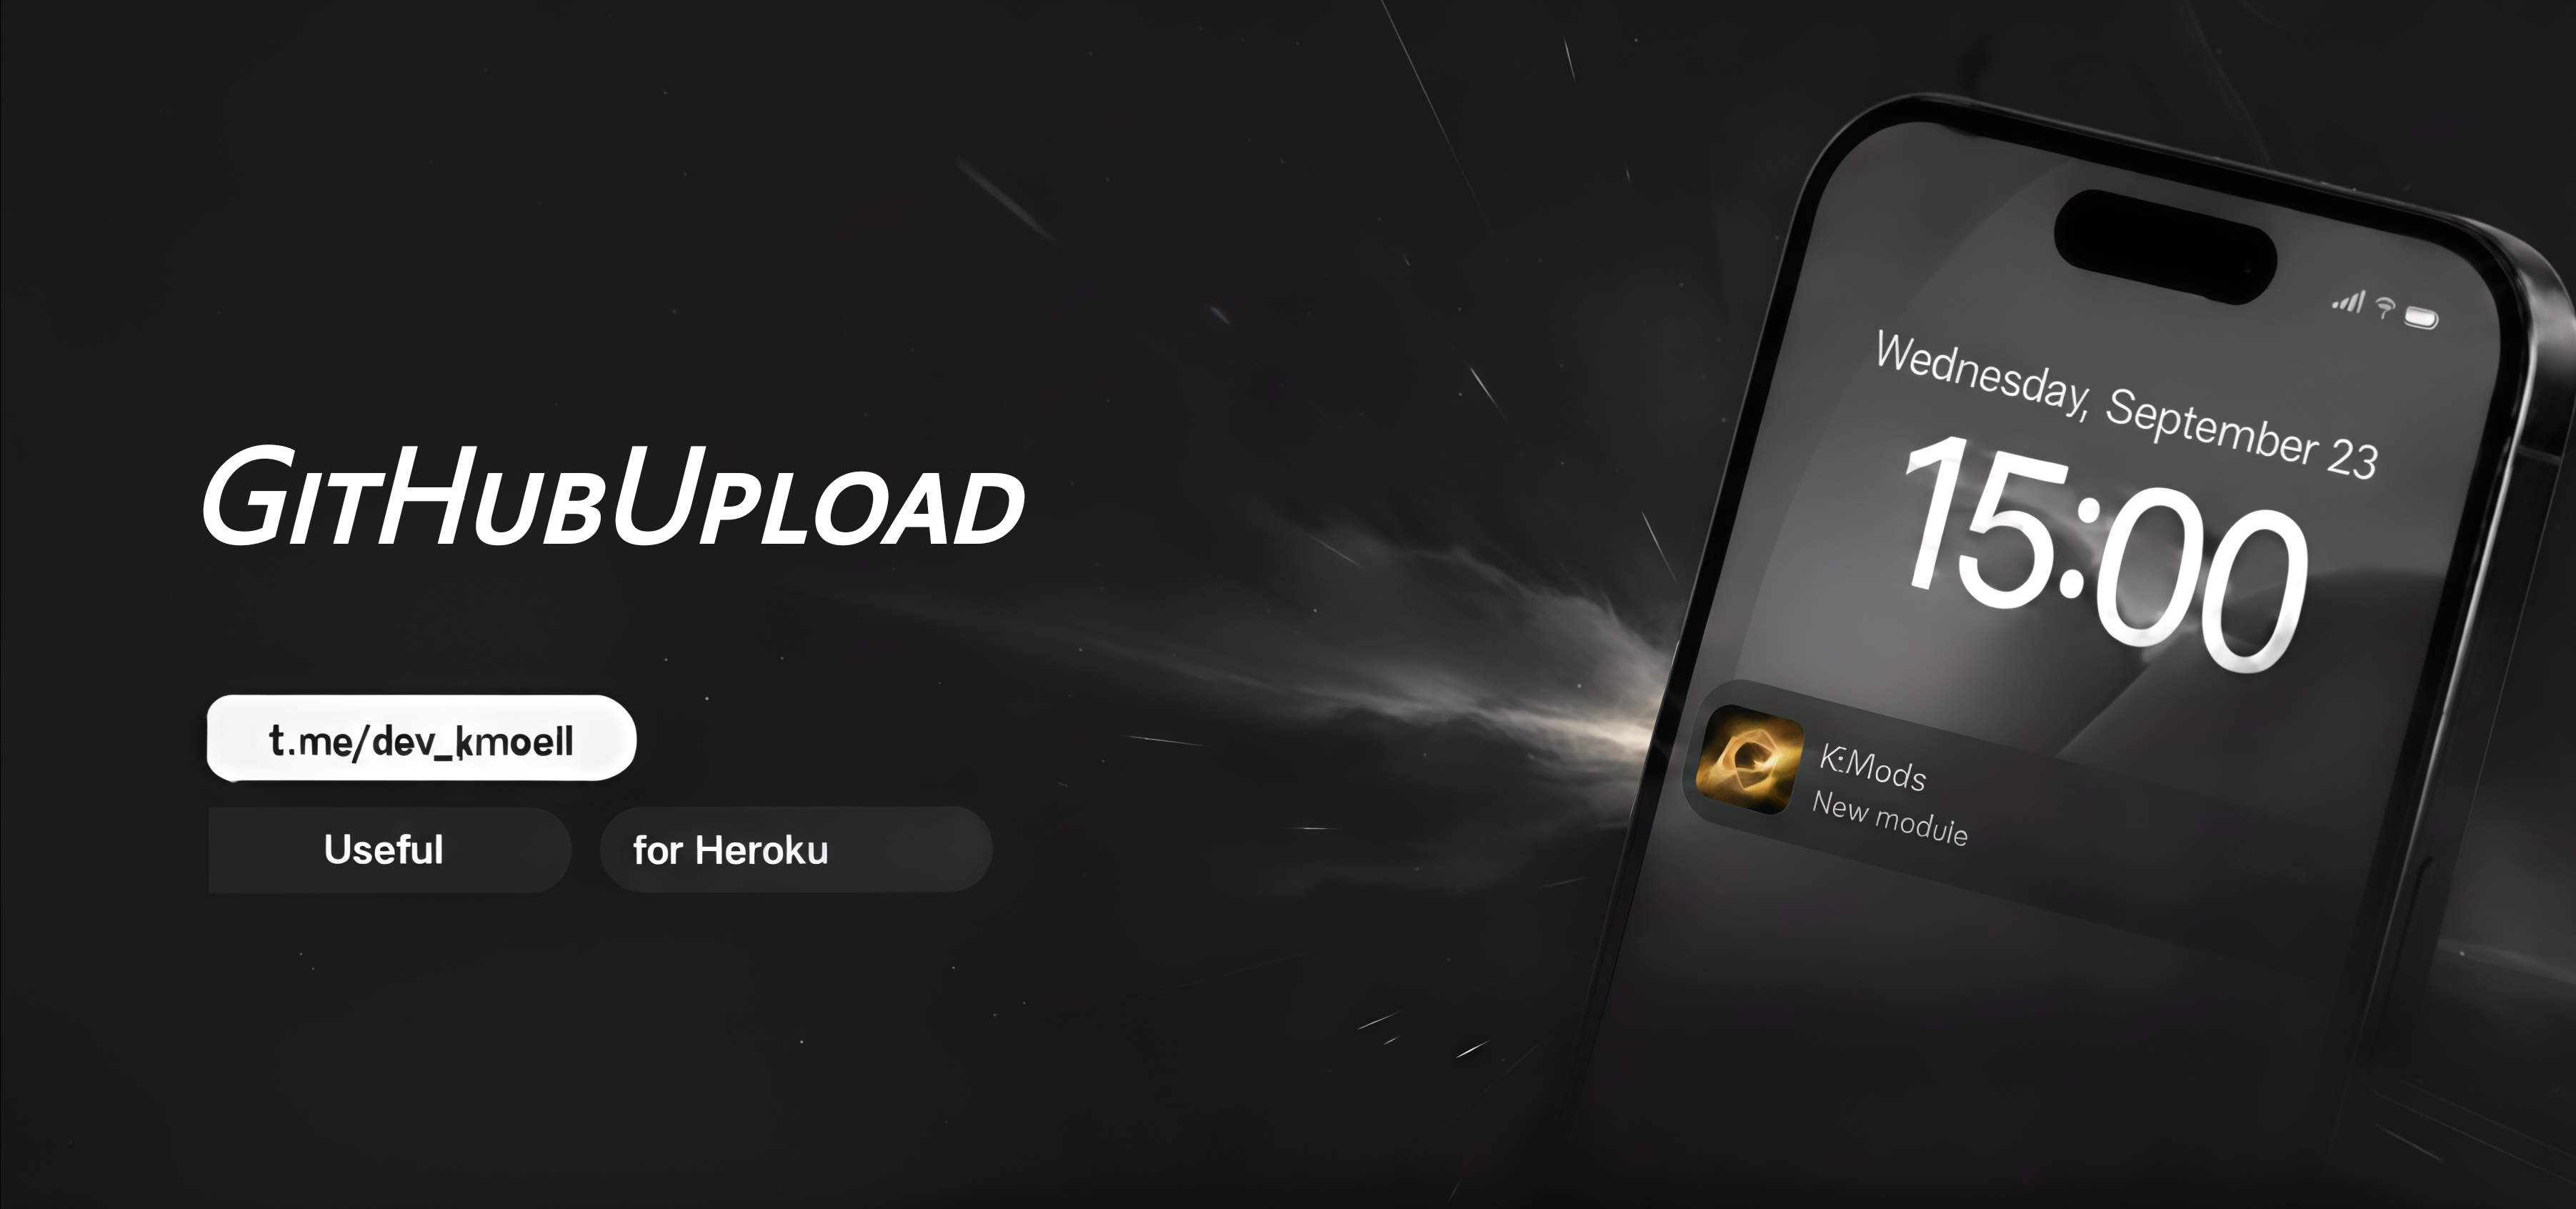 GitHubUpload
t.me/dev_kmoell
Useful
for Heroku
Wednesday, September 23
15:00
K:Mods
New module